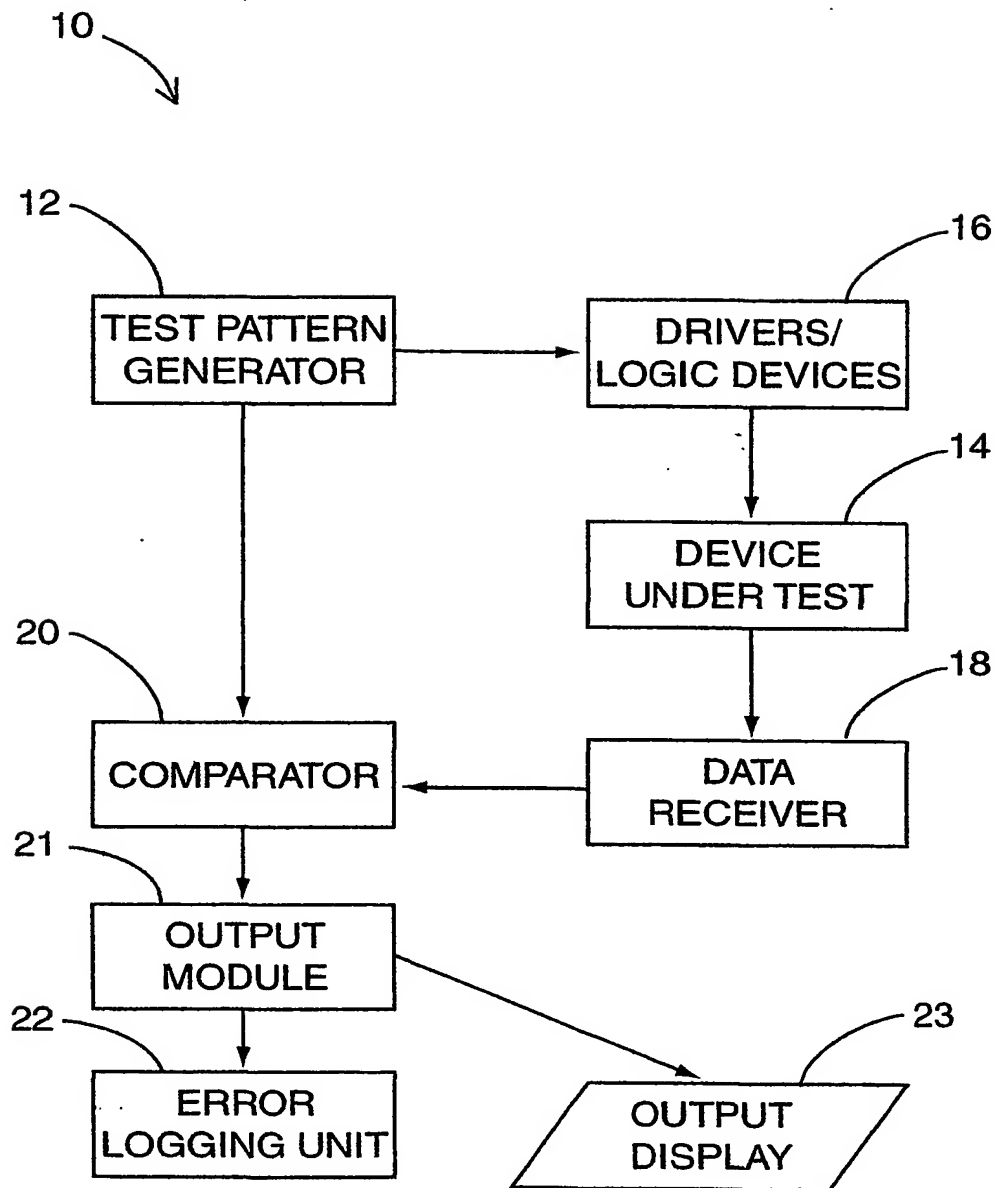 10
12
16
TEST PATTERN
GENERATOR
DRIVERS/
LOGIC DEVICES
14
DEVICE
UNDER TEST
20
18
COMPARATOR
DATA
RECEIVER
21
OUTPUT
MODULE
22
23
ERROR
LOGGING UNIT
OUTPUT
DISPLAY